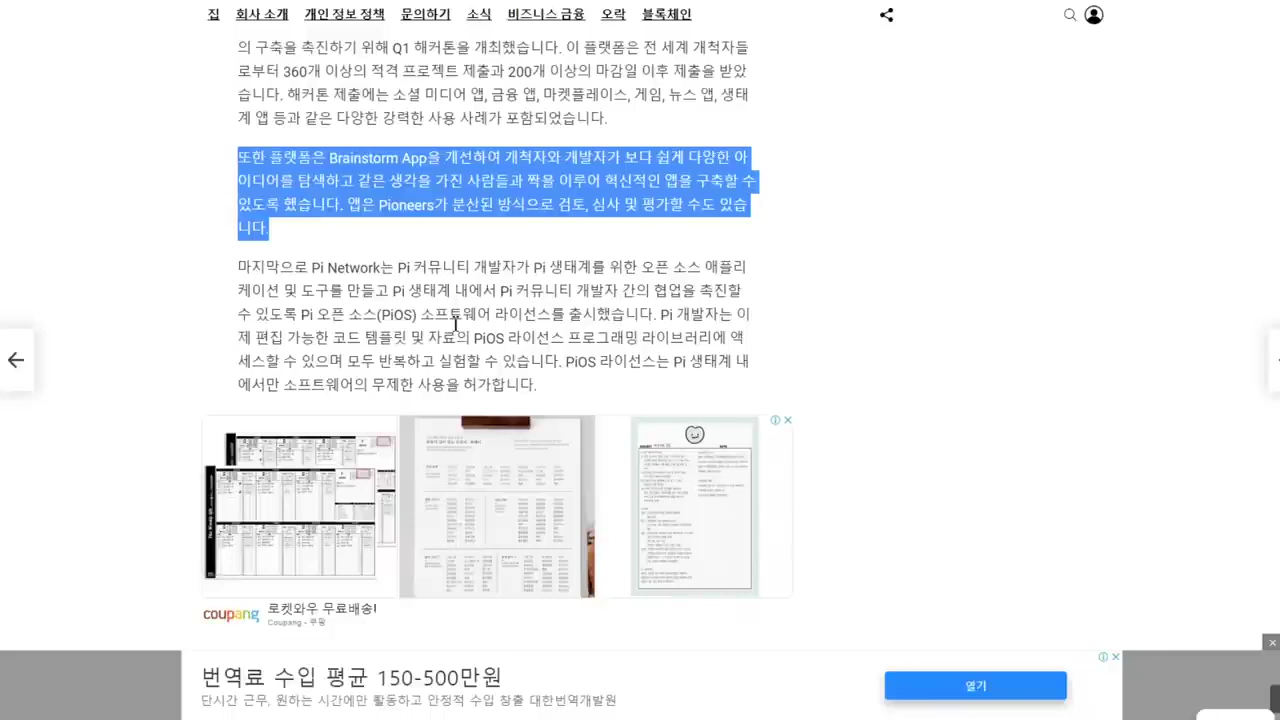 집 회사 소개 개인 정보 정책 문의하기 소식 비즈니스 금융 오락 블록체인
의 구축을 촉진하기 위해 Q1 해커톤을 개최했습니다. 이 플랫폼은 전 세계 개척자들
로부터 360개 이상의 적격 프로젝트 제출과 200개 이상의 마감일 이후 제출을 받았
습니다. 해커톤 제출에는 소셜 미디어 앱, 금융 앱, 마켓플레이스, 게임, 뉴스 앱, 생태
계 앱 등과 같은 다양한 강력한 사용 사례가 포함되었습니다.
또한 플랫폼은 Brainstorm App을 개선하여 개척자와 개발자가 보다 쉽게 다양한 아
이디어를 탐색하고 같은 생각을 가진 사람들과 짝을 이루어 혁신적인 앱을 구축할 수
있도록 했습니다. 앱은 Pioneers가 분산된 방식으로 검토, 심사 및 평가할 수도 있습
니다.
마지막으로 Pi Network는 Pi 커뮤니티 개발자가 Pi 생태계를 위한 오픈 소스 애플리
케이션 및 도구를 만들고 Pi 생태계 내에서 Pi 커뮤니티 개발자 간의 협업을 촉진할
수 있도록 Pi 오픈 소스(PiOS) 소프트웨어 라이선스를 출시했습니다. Pi 개발자는 이
제 편집 가능한 코드 템플릿 및 자료의 PiOS 라이선스 프로그래밍 라이브러리에 액
세스할 수 있으며 모두 반복하고 실험할 수 있습니다. PiOS 라이선스는 Pi 생태계 내
에서만 소프트웨어의 무제한 사용을 허가합니다.
coupang 로켓와우 무료배송!
Coupang - 쿠팡
번역료 수입 평균 150-500만원
단시간 근무, 원하는 시간에만 활동하고 안정적 수입 창출 대한번역개발원
열기